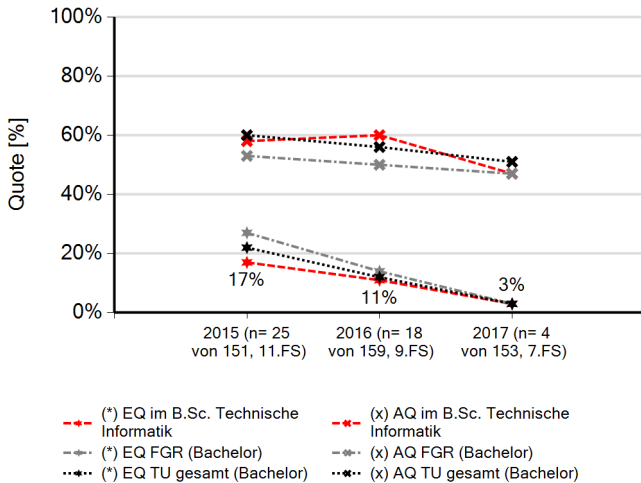 100%
80%
60%
40%
20%
0%
Quote [%]
17%
11%
3%
2015 (n= 25
von 151, 11.FS)
2016 (n= 18
von 159, 9.FS)
2017 (n= 4
von 153, 7.FS)
(*) EQ im B.Sc. Technische
Informatik
(*) EQ FGR (Bachelor)
(*) EQ TU gesamt (Bachelor)
(x) AQ im B.Sc. Technische
Informatik
(x) AQ FGR (Bachelor)
(x) AQ TU gesamt (Bachelor)